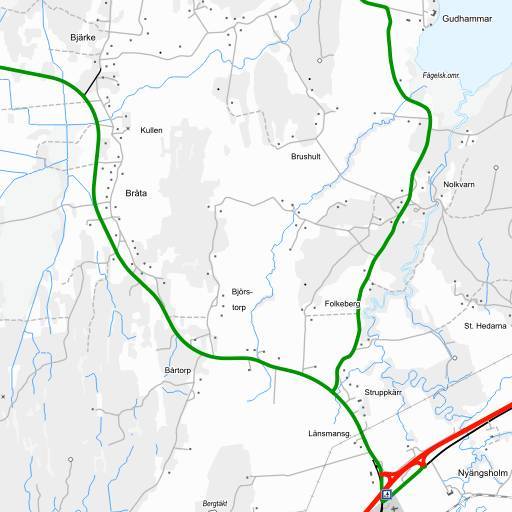 Gudhammar
Bjärke
Fågelsk.omr.
Kullen
Brushult
Nolkvarn
Bråta
Björs-
torp
Folkeberg
St. Hedarna
Bärtorp
Struppkärr
Länsmansg.
Nyängsholm
Bergtäkt